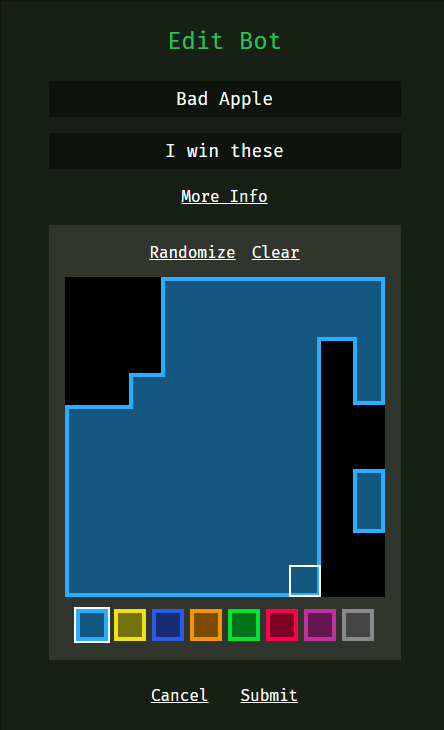 Edit Bot
Bad Apple
I win these
More Info
Randomize Clear
Cancel Submit